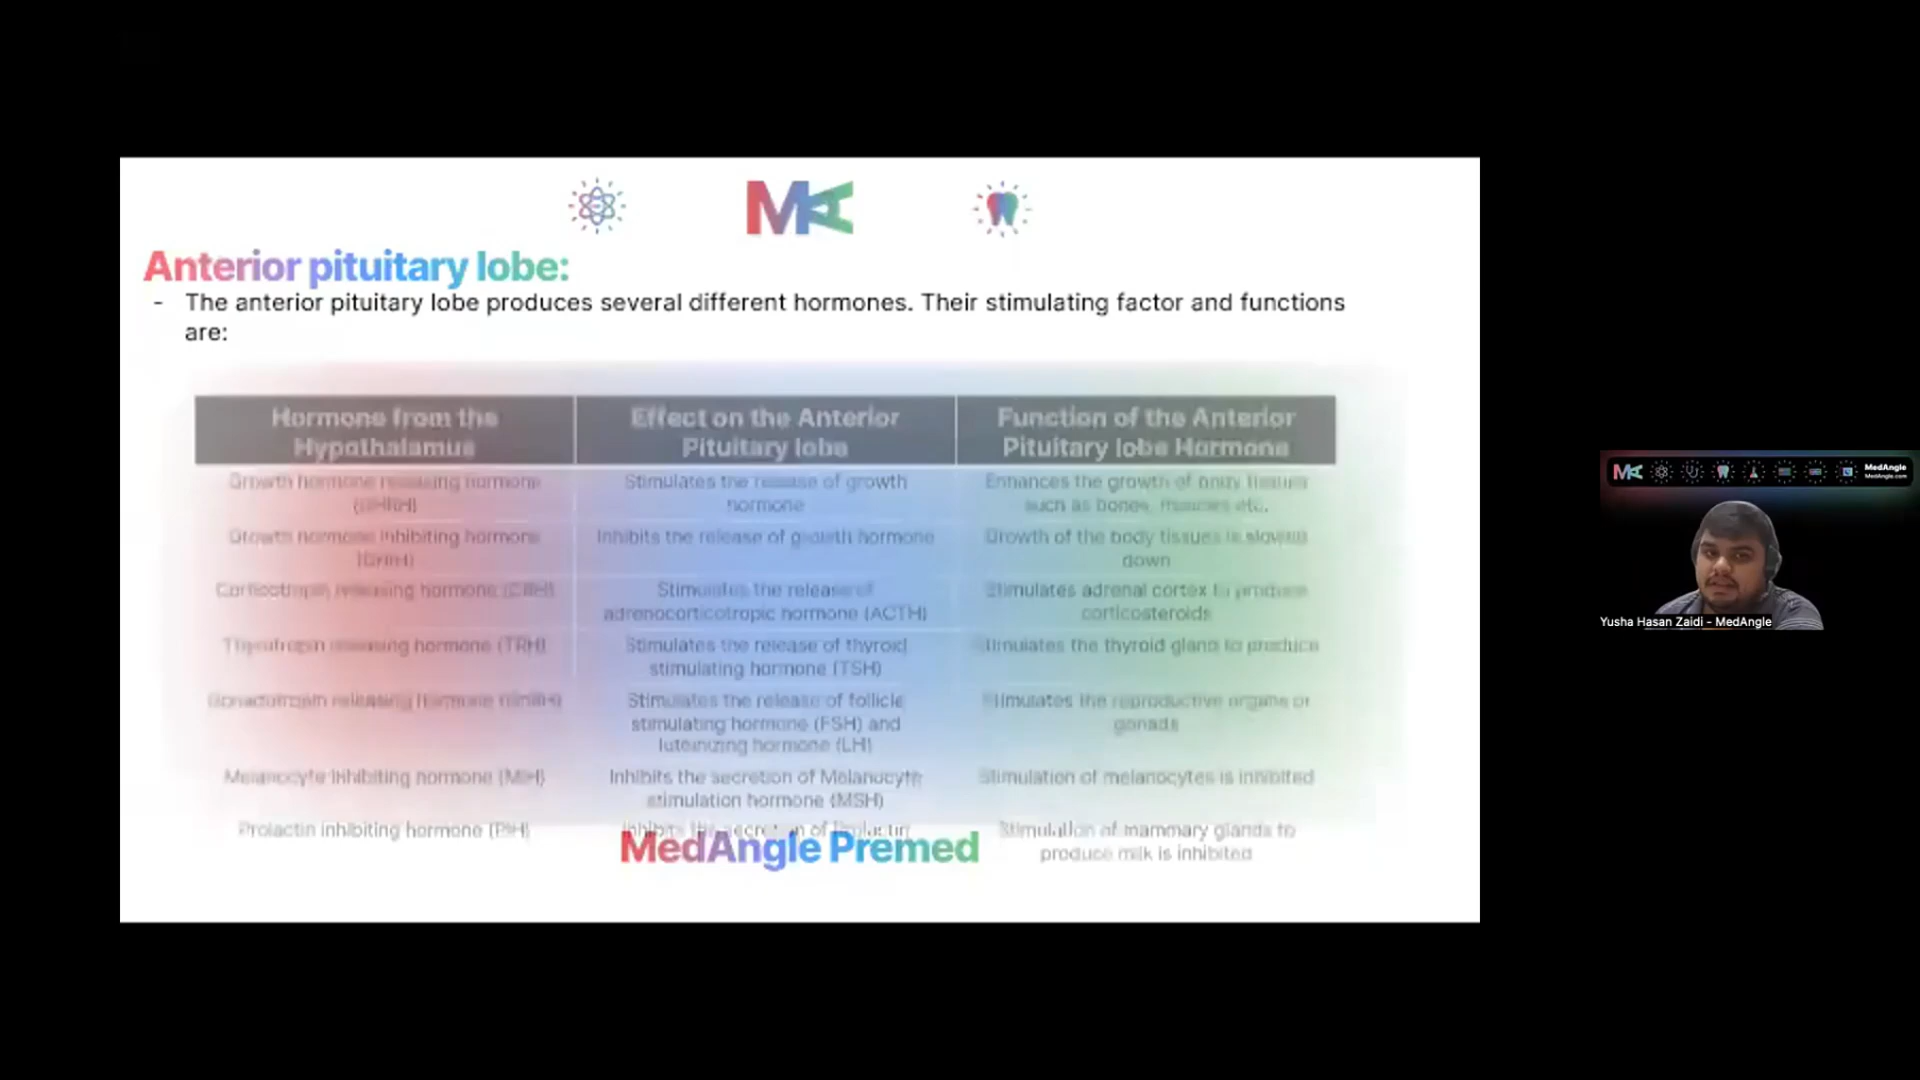 MA
Anterior pituitary lobe:
- The anterior pituitary lobe produces several different hormones. Their stimulating factor and functions
are:
Hormone from the
Hypothalamus
Effect on the Anterior
Pituitary lobe
Function of the Anterior
Pituitary lobe Hormone
Growth hormone releasing hormone
(GHRH)
Stimulates the release of growth
hormone
Enhances the growth of body tissues
such as bones, muscles etc.
Growth hormone inhibiting hormone
Inhibits the release of growth hormone
Growth of the body tissues is slowed
down
Corticotropin releasing hormone (CRH)
Stimulates the release of
adrenocorticotropic hormone (ACTH)
Stimulates adrenal cortex to produce
corticosteroids
Thyrotropin releasing hormone (TRH)
Stimulates the release of thyroid
stimulating hormone (TSH)
Stimulates the thyroid gland to produce
Gonadotropin releasing hormone (GnRH)
Stimulates the release of follicle
stimulating hormone (FSH) and
luteinizing hormone (LH)
Stimulates the reproductive organs or
gonads
Melanocyte inhibiting hormone (MIH)
Inhibits the secretion of Melanocyte
stimulation hormone (MSH)
Stimulation of melanocytes is inhibited
Prolactin inhibiting hormone (PIH)
Inhibits the secretion of Prolactin
Stimulation of mammary glands to
produce milk is inhibited
MedAngle Premed
MA
MedAngle
MedAngle.com
Yusha Hasan Zaidi - MedAngle